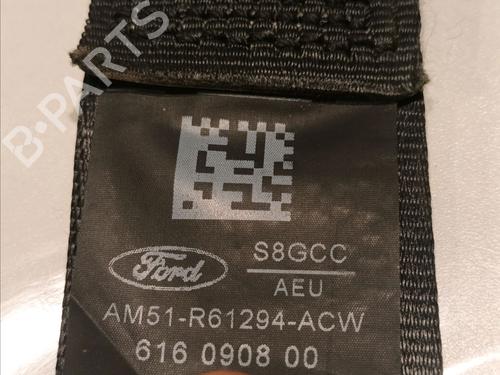 B-PARTS
Ford
S8GCC
AEU
AM51-R61294-ACW
616 0908 00